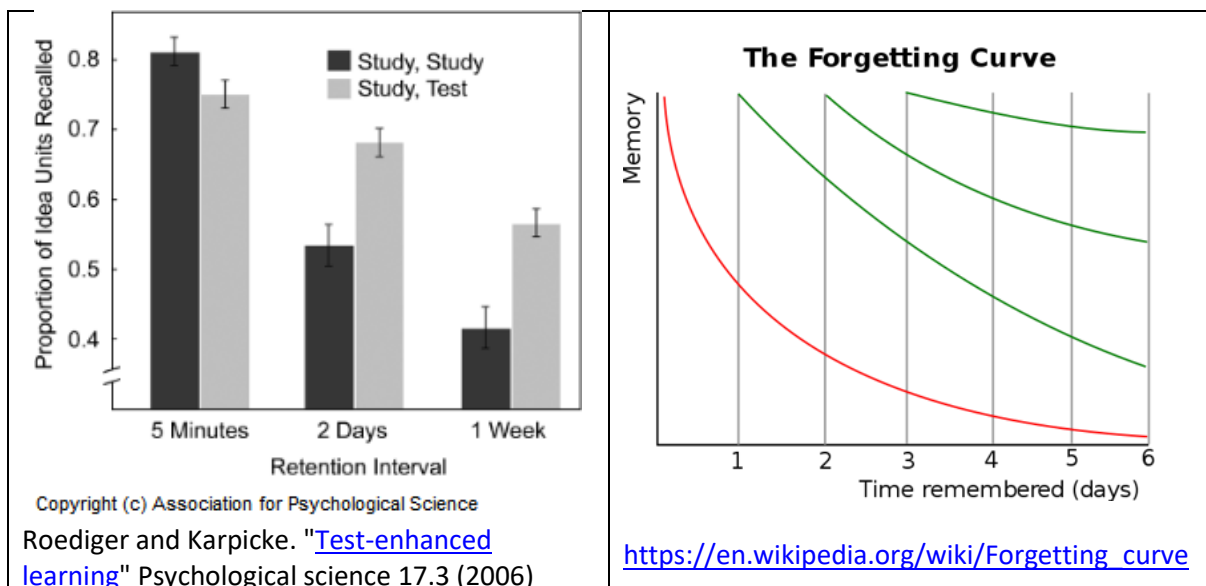 Proportion of Idea Units Recalled
0.8
0.7
0.6
0.5
0.4
Study, Study
Study, Test
5 Minutes
2 Days
1 Week
Retention Interval
Copyright (c) Association for Psychological Science
Roediger and Karpicke. "Test-enhanced
learning" Psychological science 17.3 (2006)
The Forgetting Curve
Memory
1
2
3
4
5
6
Time remembered (days)
https://en.wikipedia.org/wiki/Forgetting_curve